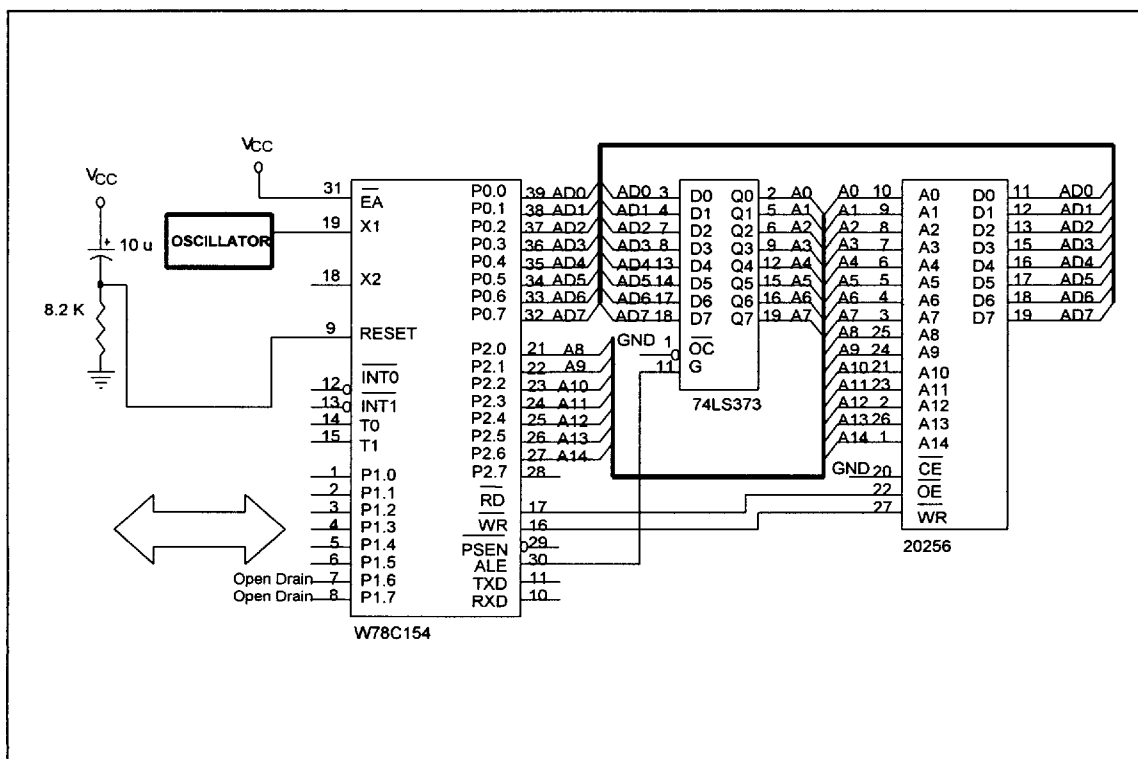 VCC
VCC
10 u
8.2 K
OSCILLATOR
31 EA
19 X1
18 X2
9 RESET
12 INT0
13 INT1
14 T0
15 T1
1 P1.0
2 P1.1
3 P1.2
4 P1.3
5 P1.4
6 P1.5
Open Drain 7 P1.6
Open Drain 8 P1.7
P0.0 39 AD0
P0.1 38 AD1
P0.2 37 AD2
P0.3 36 AD3
P0.4 35 AD4
P0.5 34 AD5
P0.6 33 AD6
P0.7 32 AD7
P2.0 21 A8
P2.1 22 A9
P2.2 23 A10
P2.3 24 A11
P2.4 25 A12
P2.5 26 A13
P2.6 27 A14
P2.7 28
RD 17
WR 16
PSEN 29
ALE 30
TXD 11
RXD 10
W78C154
AD0 3 D0 Q0 2 A0
AD1 4 D1 Q1 5 A1
AD2 7 D2 Q2 6 A2
AD3 8 D3 Q3 9 A3
AD4 13 D4 Q4 12 A4
AD5 14 D5 Q5 15 A5
AD6 17 D6 Q6 16 A6
AD7 18 D7 Q7 19 A7
GND 1 OC
11 G
74LS373
A0 10 A0 D0 11 AD0
A1 9 A1 D1 12 AD1
A2 8 A2 D2 13 AD2
A3 7 A3 D3 15 AD3
A4 6 A4 D4 16 AD4
A5 5 A5 D5 17 AD5
A6 4 A6 D6 18 AD6
A7 3 A7 D7 19 AD7
A8 25 A8
A9 24 A9
A10 21 A10
A11 23 A11
A12 2 A12
A13 26 A13
A14 1 A14
GND 20 CE
22 OE
27 WR
20256